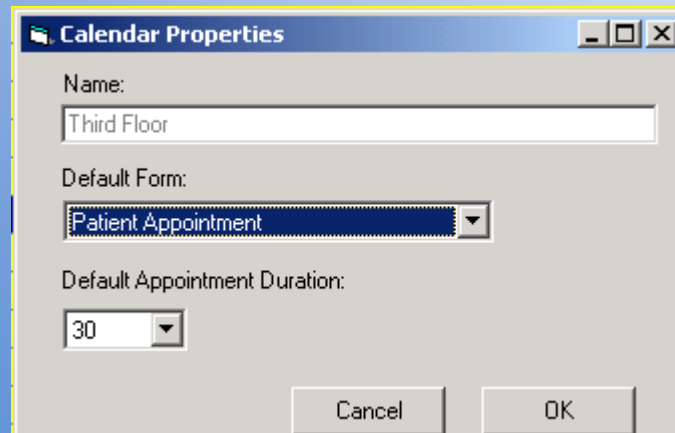 Calendar Properties
Name:
Third Floor
Default Form:
Patient Appointment
Default Appointment Duration:
30
Cancel OK